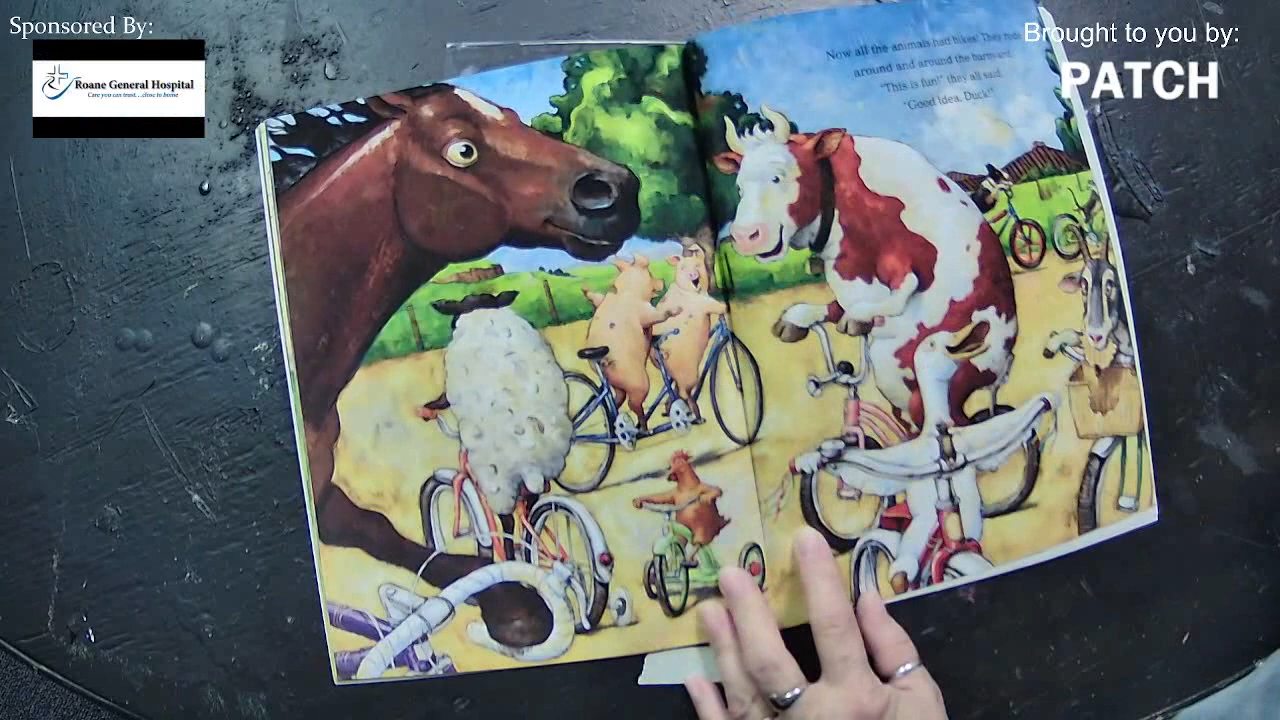 Sponsored By:
Roane General Hospital
Care you can trust. . .close to home
Brought to you by:
PATCH
Now all the animals had bikes! They rode
around and around the barnyard.
"This is fun!" they all said.
"Good idea, Duck!"